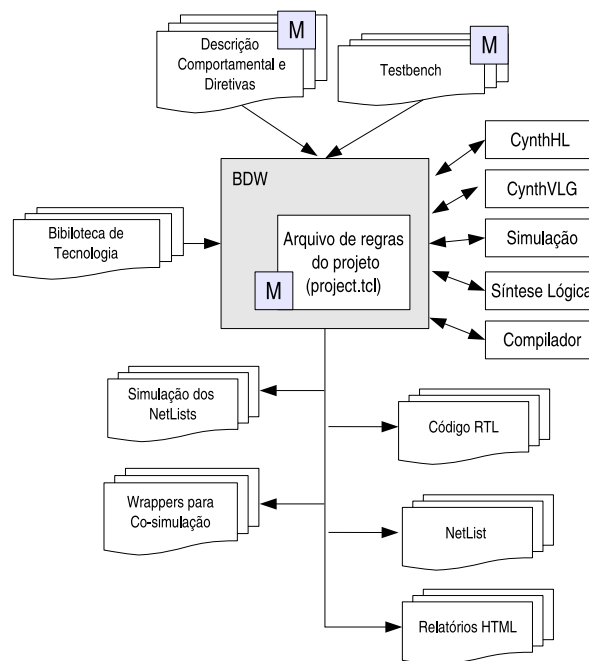 M
Descrição
Comportamental e
Diretivas
M
Testbench
BDW
CynthHL
CynthVLG
Simulação
Síntese Lógica
Compilador
Bibiloteca de
Tecnologia
Arquivo de regras
do projeto
(project.tcl)
M
Simulação dos
NetLists
Código RTL
Wrappers para
Co-simulação
NetList
Relatórios HTML